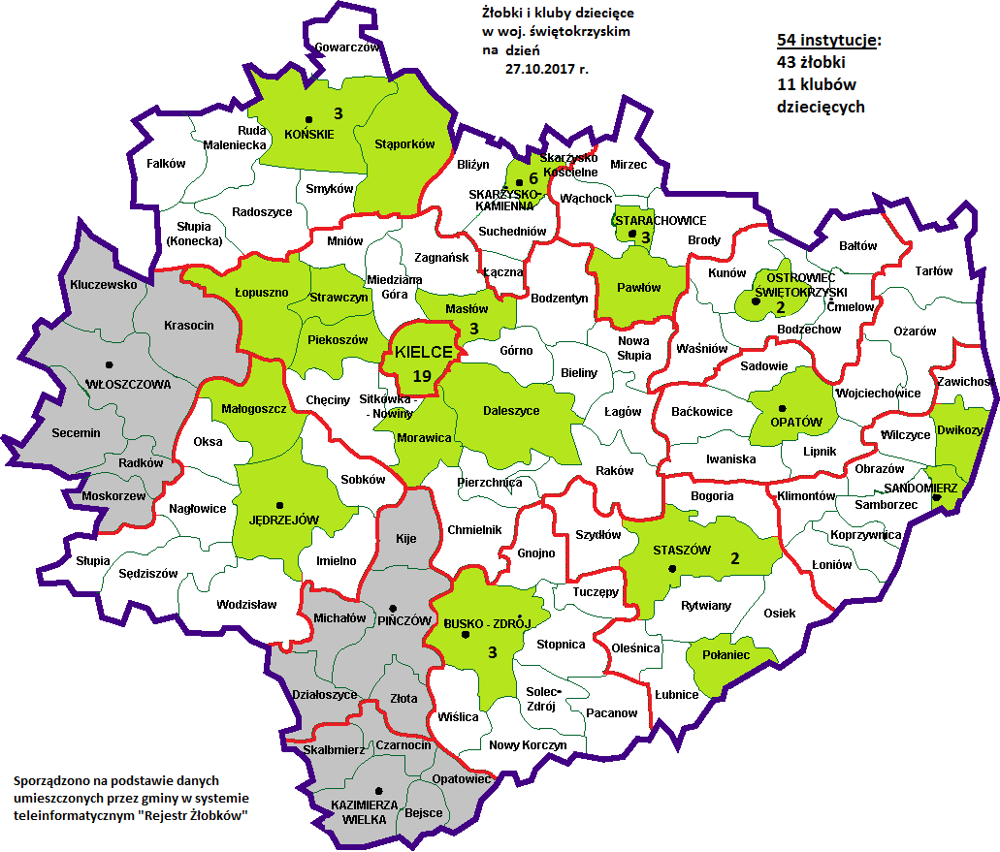 Żłobki i kluby dziecięce
w woj. świętokrzyskim
na dzień
27.10.2017 r.
54 instytucje:
43 żłobki
11 klubów
dziecięcych
Gowarczów
3
KOŃSKIE
Ruda
Maleniecka
Stąporków
Fałków
Smyków
Radoszyce
Słupia
(Konecka)
Bliżyn
Skarżysko
Kościelne
6
SKARŻYSKO-
KAMIENNA
Suchedniów
Mirzec
Wąchock
STARACHOWICE
3
Brody
Mniów
Zagnańsk
Łączna
Bodzentyn
Pawłów
Kunów
Bałtów
OSTROWIEC
ŚWIĘTOKRZYSKI
2
Ćmielow
Bodzechow
Waśniów
Tarłów
Ożarów
Kluczewsko
Krasocin
WŁOSZCZOWA
Secemin
Radków
Moskorzew
Łopuszno
Strawczyn
Miedziana
Góra
Masłów
3
Piekoszów
KIELCE
19
Górno
Nowa
Słupia
Bieliny
Chęciny
Sitkówka -
- Nowiny
Daleszyce
Łagów
Morawica
Raków
Pierzchnica
Chmielnik
Sadowie
Wojciechowice
Baćkowice
OPATÓW
Iwaniska
Lipnik
Zawichos
Dwikozy
Wilczyce
Obrazów
SANDOMIERZ
Samborzec
Klimontów
Koprzywnica
Łoniów
Małogoszcz
Oksa
Sobków
Nagłowice
JĘDRZEJÓW
Imielno
Słupia
Sędziszów
Wodzisław
Kije
Michałów
PIŃCZÓW
Działoszyce
Złota
Gnojno
Szydłów
Bogoria
STASZÓW 2
Tuczępy
Rytwiany
Osiek
Oleśnica
Połaniec
Łubnice
BUSKO - ZDRÓJ
3
Stopnica
Solec-
Zdrój
Pacanow
Wiślica
Nowy Korczyn
Skalbmierz
Czarnocin
Opatowiec
KAZIMIERZA
WIELKA
Bejsce
Sporządzono na podstawie danych
umieszczonych przez gminy w systemie
teleinformatycznym "Rejestr Żłobków"